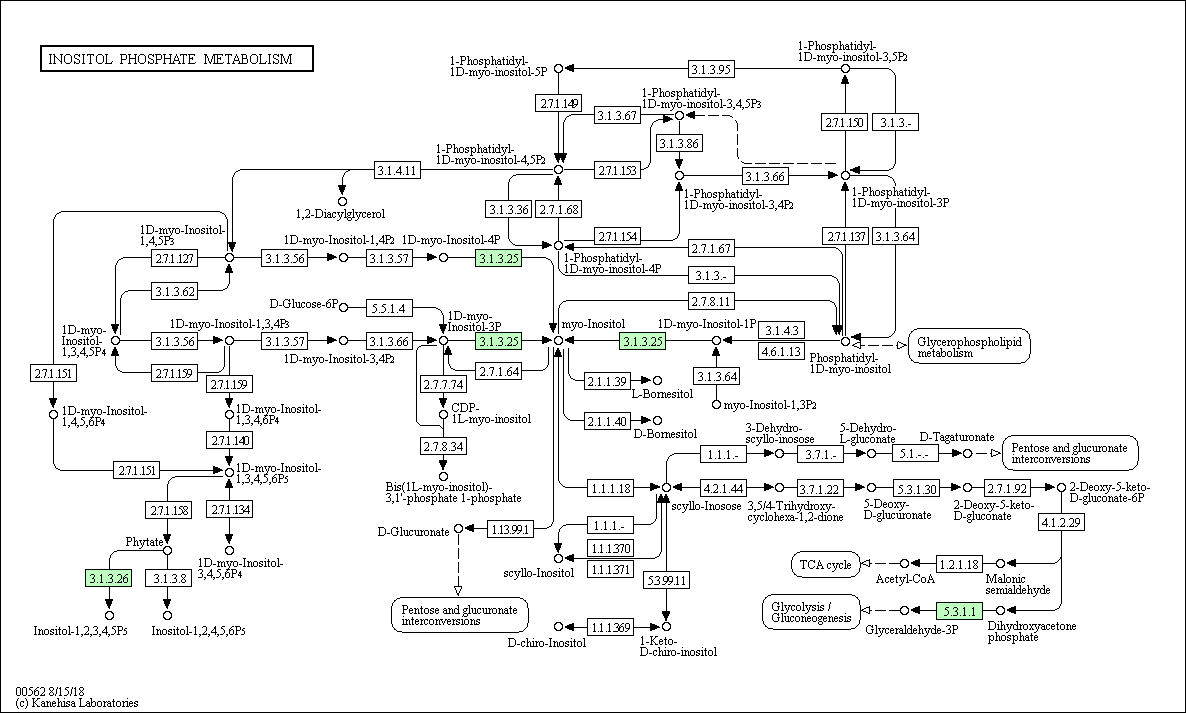 INOSITOL PHOSPHATE METABOLISM
1-Phosphatidyl-
1D-myo-inositol-5P
3.1.3.95
1-Phosphatidyl-
1D-myo-inositol-3,5P2
2.7.1.149
3.1.3.67
1-Phosphatidyl-
1D-myo-inositol-3,4,5P3
2.7.1.150
3.1.3.-
3.1.3.86
1-Phosphatidyl-
1D-myo-inositol-4,5P2
3.1.4.11
2.7.1.153
3.1.3.66
1,2-Diacylglycerol
3.1.3.36
2.7.1.68
1-Phosphatidyl-
1D-myo-inositol-3,4P2
1-Phosphatidyl-
1D-myo-inositol-3P
2.7.1.154
2.7.1.137
3.1.3.64
1D-myo-Inositol-
1,4,5P3
1D-myo-Inositol-1,4P2
1D-myo-Inositol-4P
2.7.1.67
2.7.1.127
3.1.3.56
3.1.3.57
3.1.3.25
1-Phosphatidyl-
1D-myo-inositol-4P
3.1.3.-
3.1.3.62
D-Glucose-6P
5.5.1.4
2.7.8.11
1D-myo-
Inositol-
1,3,4,5P4
1D-myo-Inositol-1,3,4P3
1D-myo-
Inositol-3P
myo-Inositol
1D-myo-Inositol-1P
3.1.4.3
4.6.1.13
3.1.3.56
3.1.3.57
3.1.3.66
3.1.3.25
3.1.3.25
1D-myo-Inositol-3,4P2
Phosphatidyl-
1D-myo-inositol
Glycerophospholipid
metabolism
2.7.1.151
2.7.1.159
2.7.1.159
2.7.7.74
2.7.1.64
2.1.1.39
L-Bornesitol
3.1.3.64
myo-Inositol-1,3P2
1D-myo-Inositol-
1,4,5,6P4
1D-myo-Inositol-
1,3,4,6P4
CDP-
1L-myo-inositol
2.1.1.40
D-Bornesitol
2.7.1.140
2.7.8.34
3-Dehydro-
scyllo-inosose
5-Dehydro-
L-gluconate
D-Tagaturonate
1.1.1.-
3.7.1.-
5.1.-.-
Pentose and glucuronate
interconversions
2.7.1.151
1D-myo-Inositol-
1,3,4,5,6P5
Bis(1L-myo-inositol)-
3,1'-phosphate 1-phosphate
1.1.1.18
4.2.1.44
3.7.1.22
5.3.1.30
2.7.1.92
2-Deoxy-5-keto-
D-gluconate-6P
scyllo-Inosose
3,5/4-Trihydroxy-
cyclohexa-1,2-dione
5-Deoxy-
D-glucuronate
2-Deoxy-5-keto-
D-gluconate
2.7.1.158
2.7.1.134
D-Glucuronate
1.13.99.1
1.1.1.-
4.1.2.29
Phytate
1D-myo-Inositol-
3,4,5,6P4
1.1.1.370
1.1.1.371
scyllo-Inositol
3.1.3.26
3.1.3.8
5.3.99.11
TCA cycle
Acetyl-CoA
1.2.1.18
Malonic
semialdehyde
Inositol-1,2,3,4,5P5
Inositol-1,2,4,5,6P5
Pentose and glucuronate
interconversions
Glycolysis /
Gluconeogenesis
Glyceraldehyde-3P
5.3.1.1
Dihydroxyacetone
phosphate
D-chiro-Inositol
1.1.1.369
1-Keto-
D-chiro-inositol
00562 8/15/18
(c) Kanehisa Laboratories